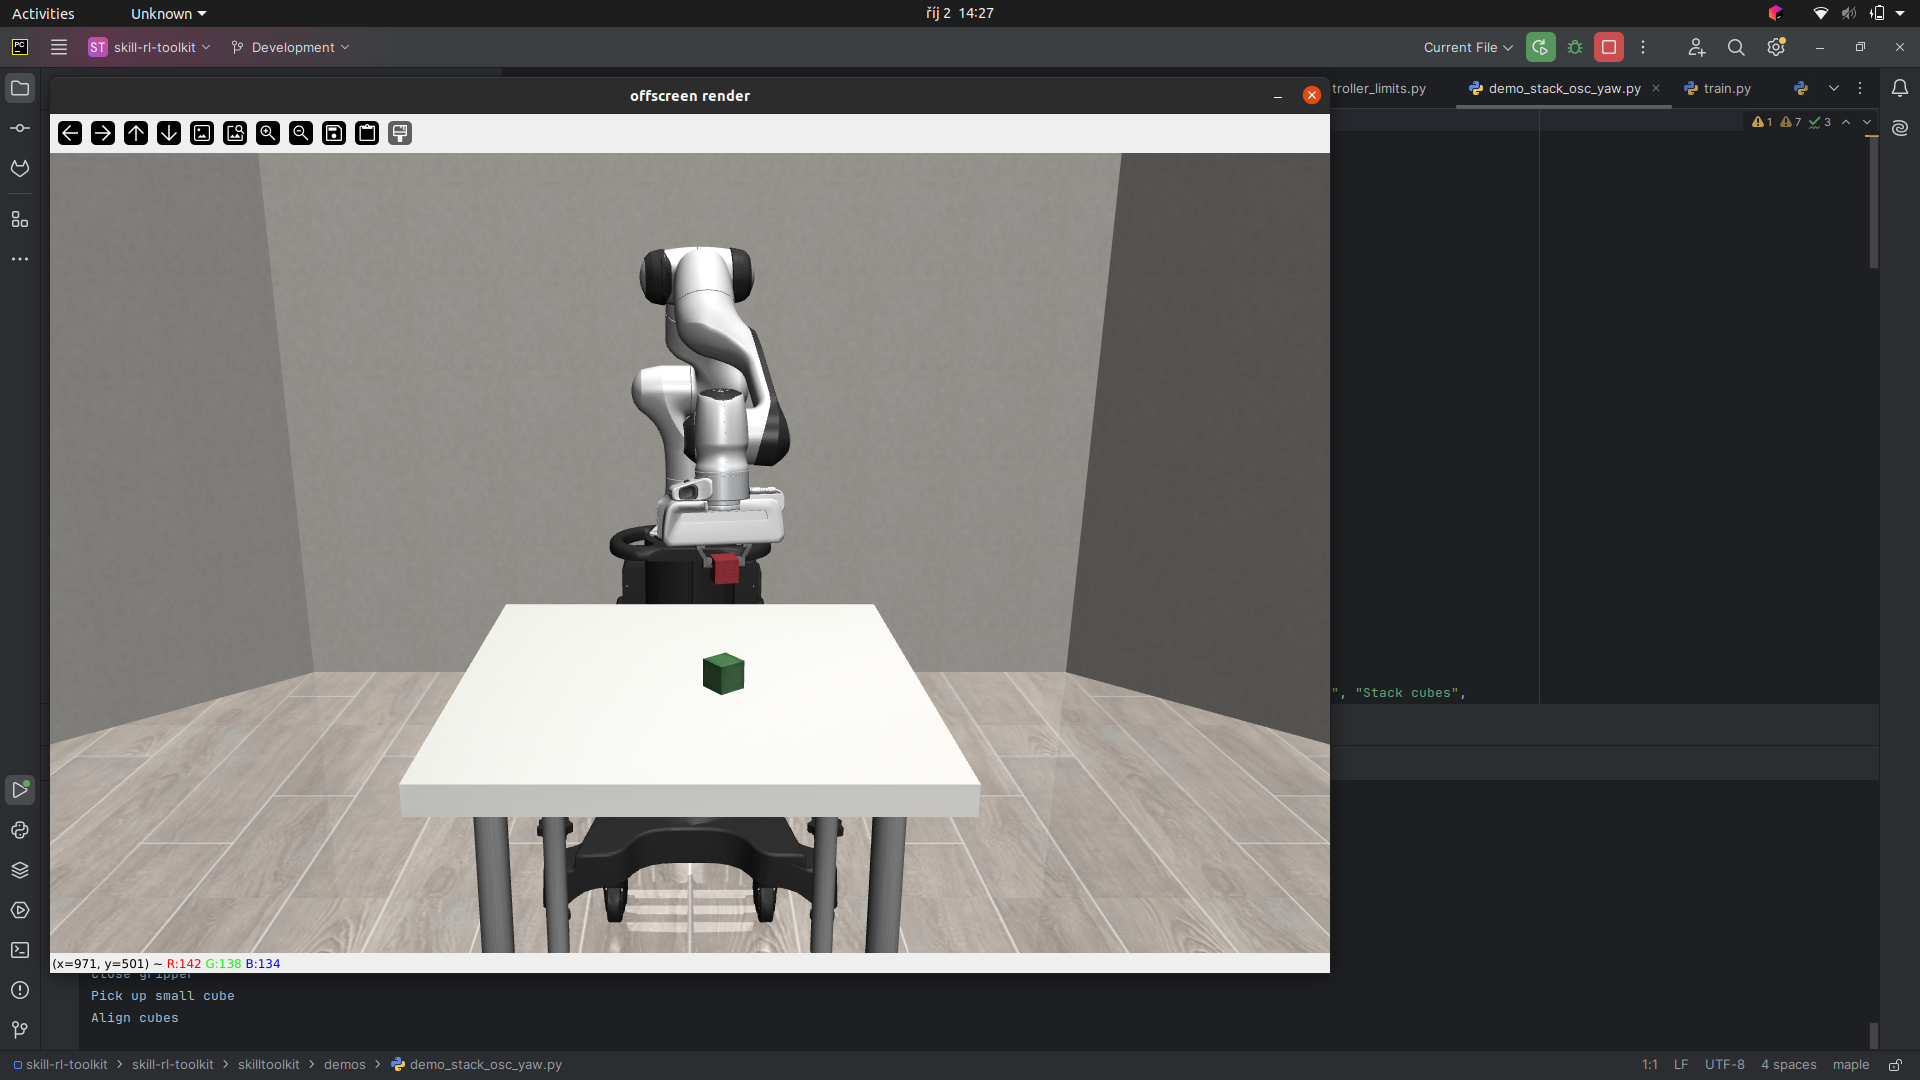 Activities
Unknown
říj 2 14:27
PC
ST skill-rl-toolkit
Development
Current File
offscreen render
troller_limits.py
demo_stack_osc_yaw.py
train.py
1 7 3
", "Stack cubes",
(x=971, y=501) ~ R:142 G:138 B:134
Close gripper
Pick up small cube
Align cubes
skill-rl-toolkit > skill-rl-toolkit > skilltoolkit > demos > demo_stack_osc_yaw.py
1:1 LF UTF-8 4 spaces maple